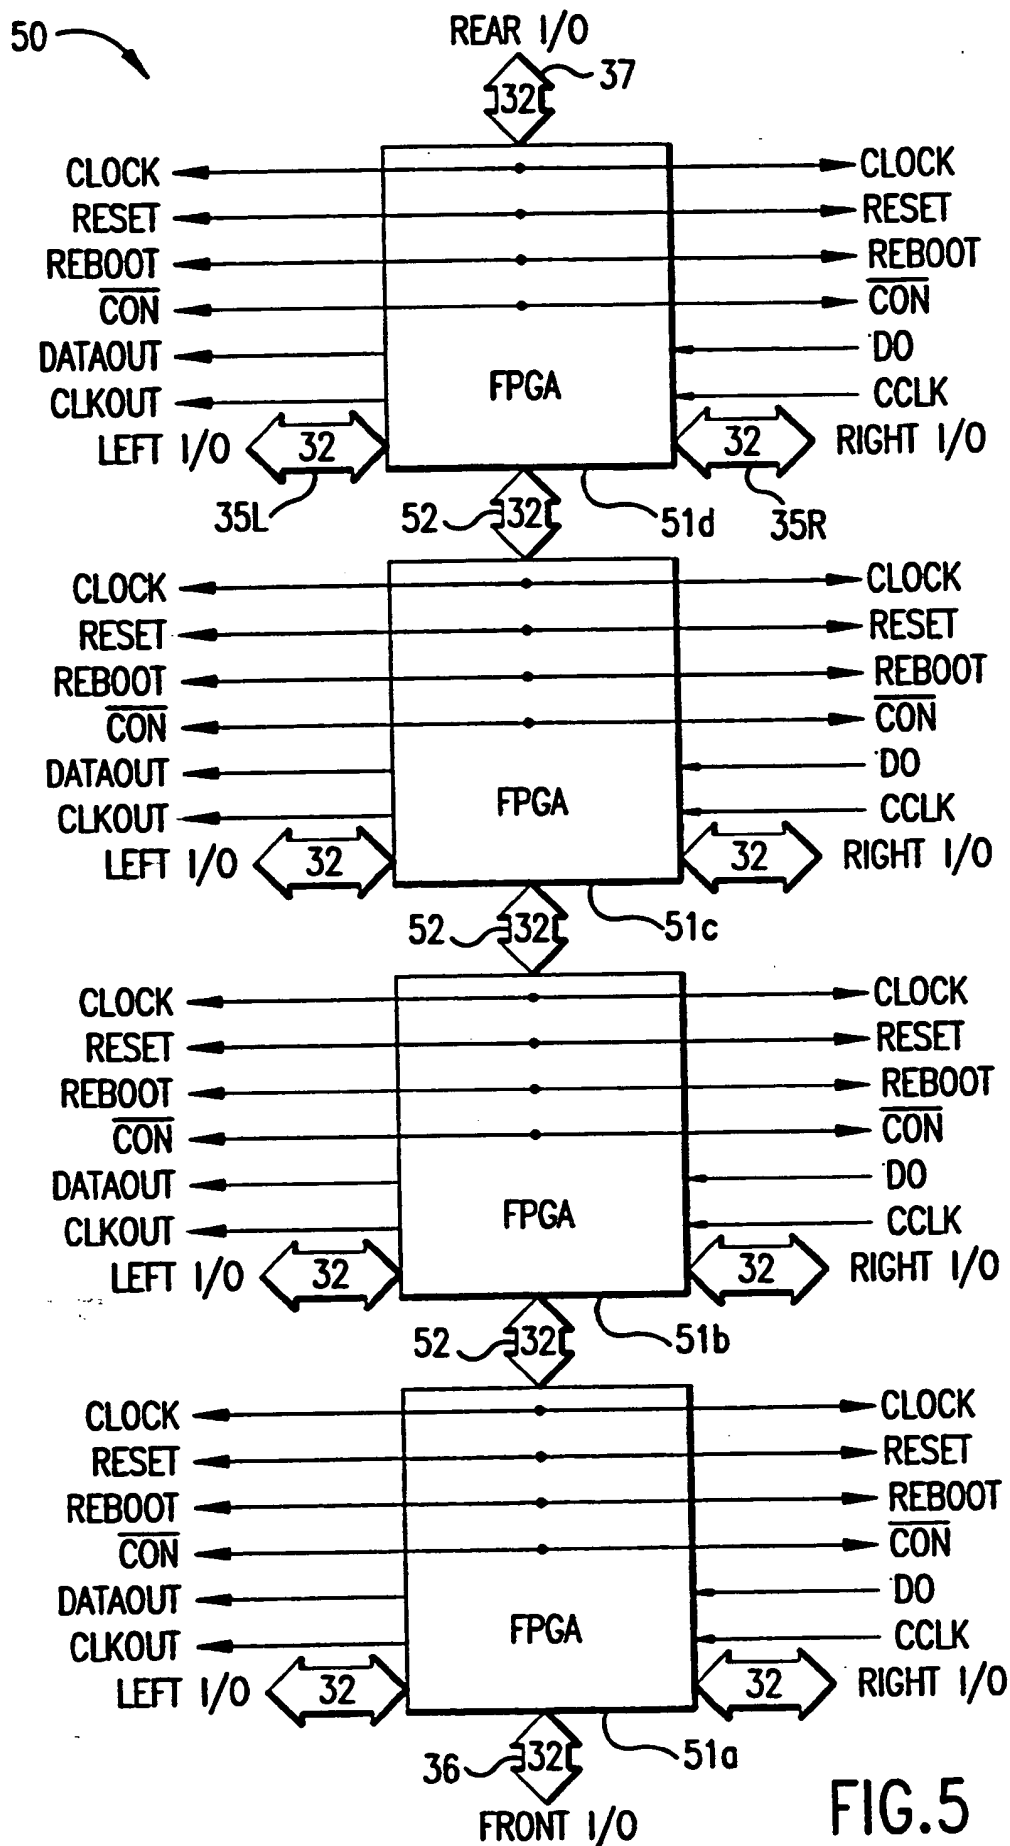 50
REAR I/O
37
32
CLOCK CLOCK
RESET RESET
REBOOT REBOOT
CON CON
DATAOUT DO
FPGA
CLKOUT CCLK
LEFT I/O 32 32 RIGHT I/O
35L 52 32 51d 35R
CLOCK CLOCK
RESET RESET
REBOOT REBOOT
CON CON
DATAOUT DO
FPGA
CLKOUT CCLK
LEFT I/O 32 32 RIGHT I/O
52 32 51c
CLOCK CLOCK
RESET RESET
REBOOT REBOOT
CON CON
DATAOUT DO
FPGA
CLKOUT CCLK
LEFT I/O 32 32 RIGHT I/O
52 32 51b
CLOCK CLOCK
RESET RESET
REBOOT REBOOT
CON CON
DATAOUT DO
FPGA
CLKOUT CCLK
LEFT I/O 32 32 RIGHT I/O
36 32 51a
FRONT I/O
FIG.5